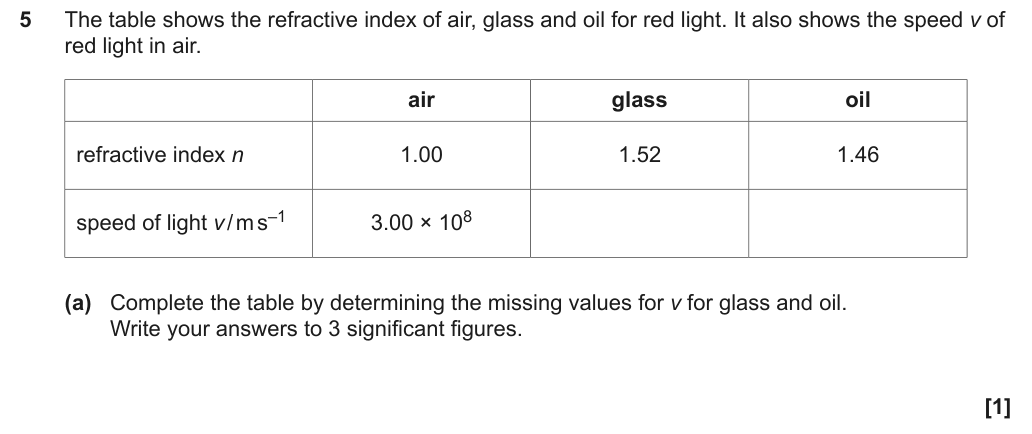 5 The table shows the refractive index of air, glass and oil for red light. It also shows the speed v of
red light in air.
air glass oil
refractive index n 1.00 1.52 1.46
speed of light v/m s⁻¹ 3.00 × 10⁸
(a) Complete the table by determining the missing values for v for glass and oil.
Write your answers to 3 significant figures.
[1]